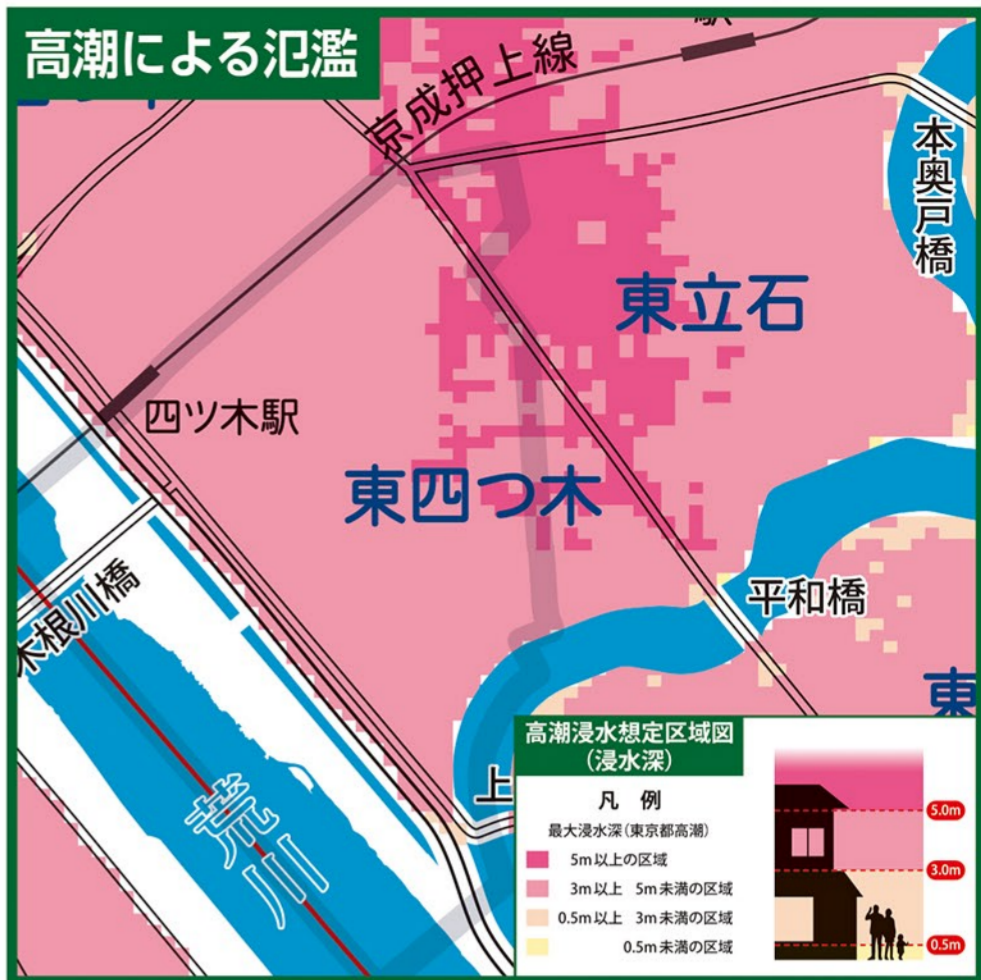 高潮による氾濫
京成押上線
本奥戸橋
東立石
四ツ木駅
東四つ木
平和橋
木根川橋
東
荒川
上
高潮浸水想定区域図
(浸水深)
凡 例
最大浸水深(東京都高潮)
5m以上の区域
3m以上 5m未満の区域
0.5m以上 3m未満の区域
0.5m未満の区域
5.0m
3.0m
0.5m